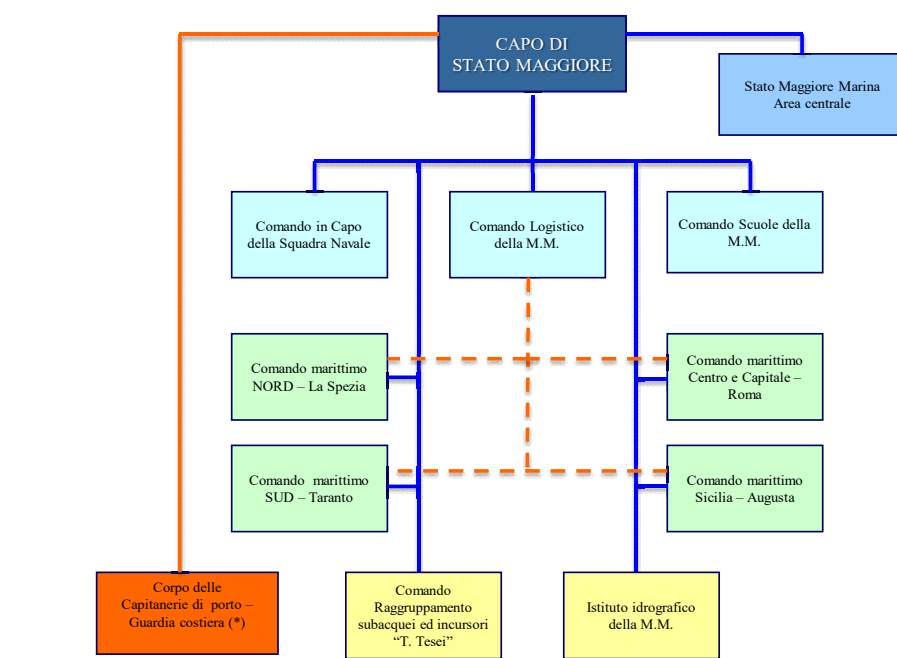 CAPO DI
STATO MAGGIORE
Stato Maggiore Marina
Area centrale
Comando in Capo
della Squadra Navale
Comando Logistico
della M.M.
Comando Scuole della
M.M.
Comando marittimo
NORD – La Spezia
Comando marittimo
Centro e Capitale –
Roma
Comando marittimo
SUD – Taranto
Comando marittimo
Sicilia – Augusta
Corpo delle
Capitanerie di porto –
Guardia costiera (*)
Comando
Raggruppamento
subacquei ed incursori
“T. Tesei”
Istituto idrografico
della M.M.